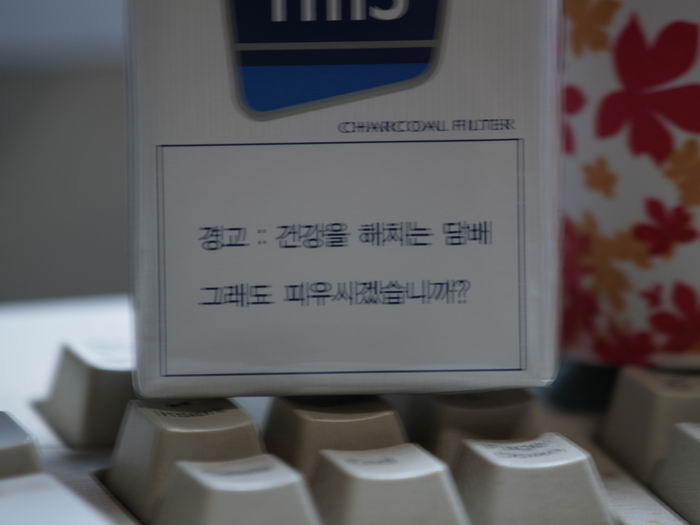 CHARCOAL FILTER
경고 : 건강을 해치는 담배
그래도 피우시겠습니까?